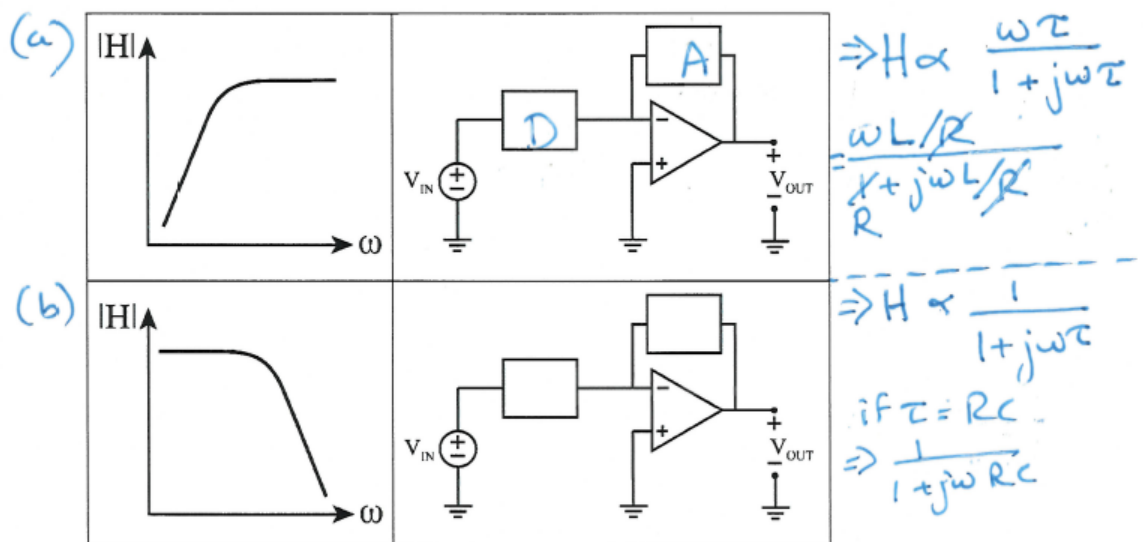 (a)
|H|
ω
D
A
−
+
V_IN
+
−
+
V_OUT
−
⇒ H ∝ ωτ / (1 + jωτ)
= (ωL/R) / (1 + jωL/R)
R
(b)
|H|
ω
−
+
V_IN
+
−
+
V_OUT
−
⇒ H ∝ 1 / (1 + jωτ)
if τ = RC
⇒ 1 / (1 + jωRC)